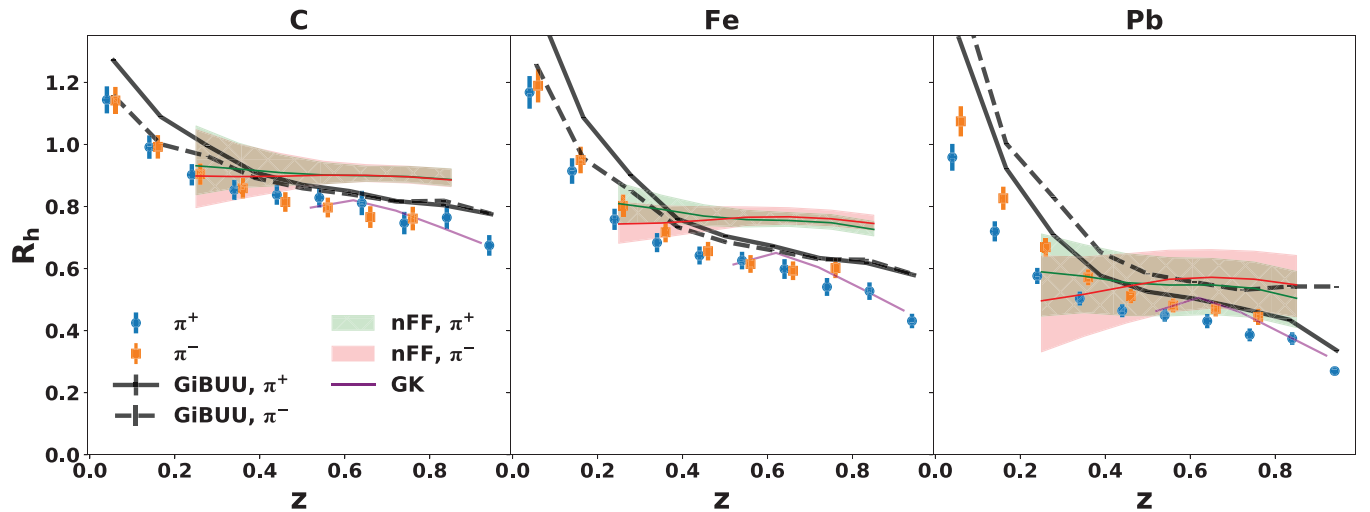 C Fe Pb
R_h
1.2
1.0
0.8
0.6
0.4
0.2
0.0
π⁺ nFF, π⁺
π⁻ nFF, π⁻
GiBUU, π⁺ GK
GiBUU, π⁻
0.0 0.2 0.4 0.6 0.8 0.0 0.2 0.4 0.6 0.8 0.0 0.2 0.4 0.6 0.8
z z z